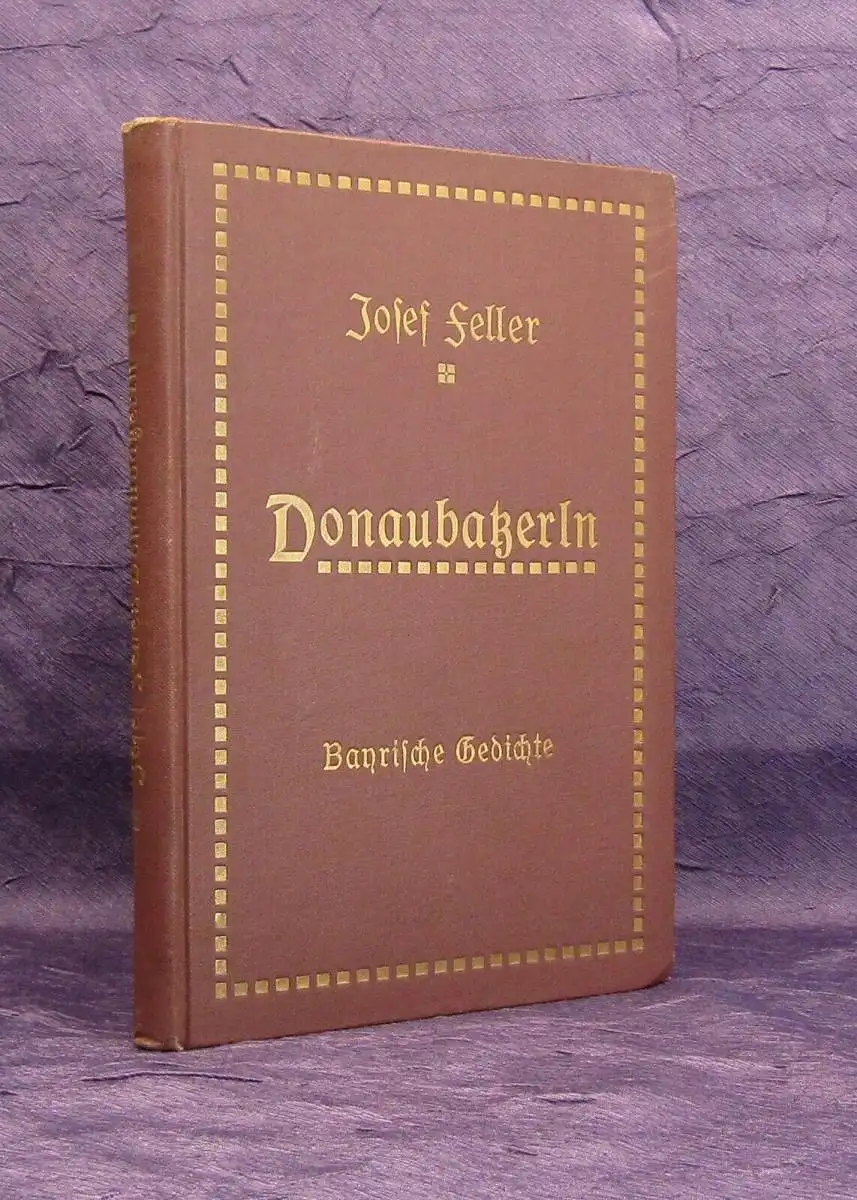 Josef Feller
Donaubatzerln
Bayrische Gedichte